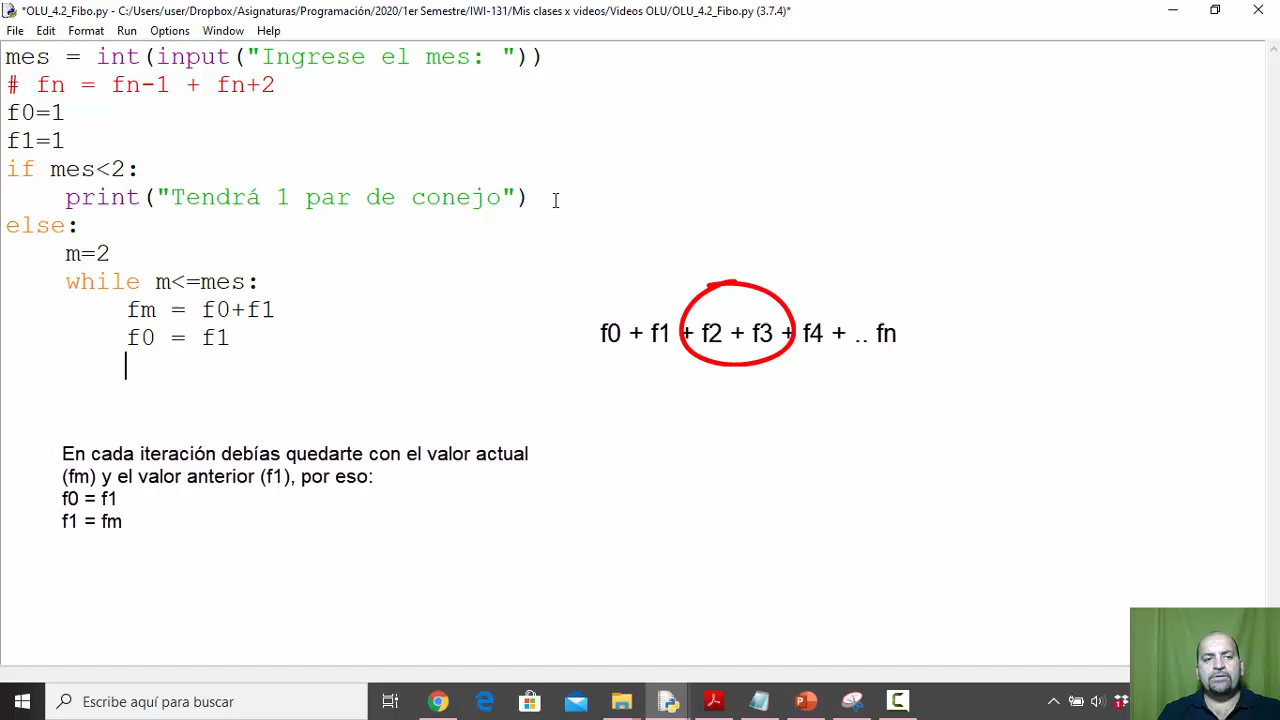 *OLU_4.2_Fibo.py - C:/Users/user/Dropbox/Asignaturas/Programación/2020/1er Semestre/IWI-131/Mis clases x videos/Videos OLU/OLU_4.2_Fibo.py (3.7.4)*
File Edit Format Run Options Window Help
mes = int(input("Ingrese el mes: "))
# fn = fn-1 + fn+2
f0=1
f1=1
if mes<2:
    print("Tendrá 1 par de conejo")
else:
    m=2
    while m<=mes:
        fm = f0+f1
        f0 = f1
f0 + f1 + f2 + f3 + f4 + .. fn
En cada iteración debías quedarte con el valor actual
(fm) y el valor anterior (f1), por eso:
f0 = f1
f1 = fm
Escribe aquí para buscar